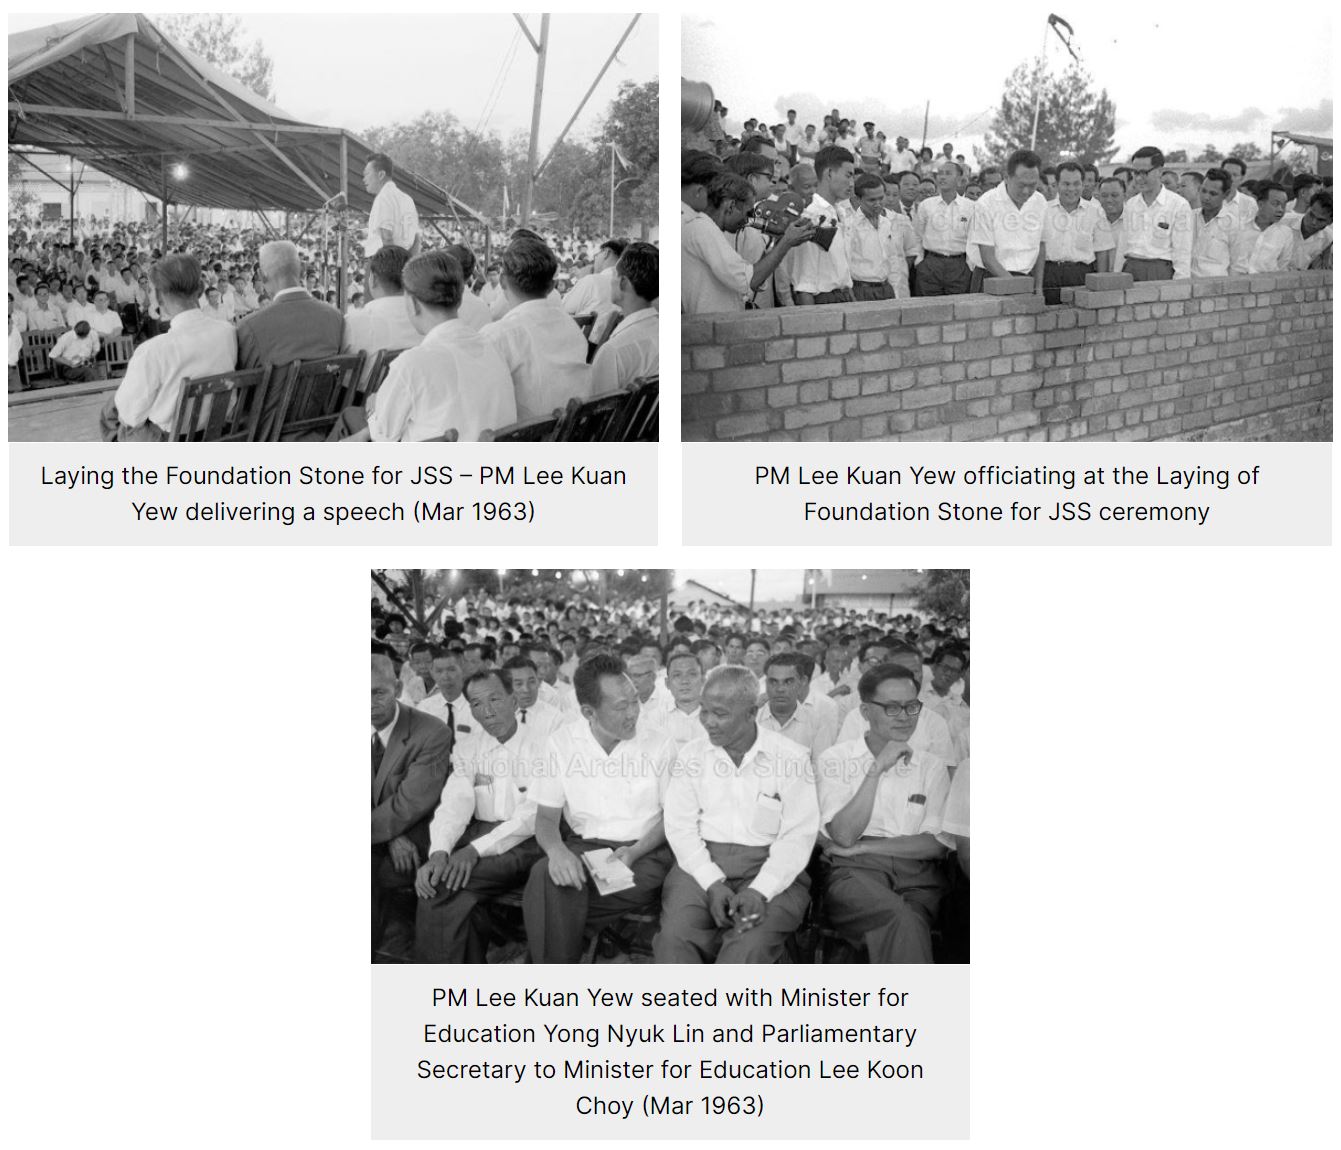 Archives of Singapore
Laying the Foundation Stone for JSS – PM Lee Kuan
Yew delivering a speech (Mar 1963)
PM Lee Kuan Yew officiating at the Laying of
Foundation Stone for JSS ceremony
National Archives of Singapore
PM Lee Kuan Yew seated with Minister for
Education Yong Nyuk Lin and Parliamentary
Secretary to Minister for Education Lee Koon
Choy (Mar 1963)